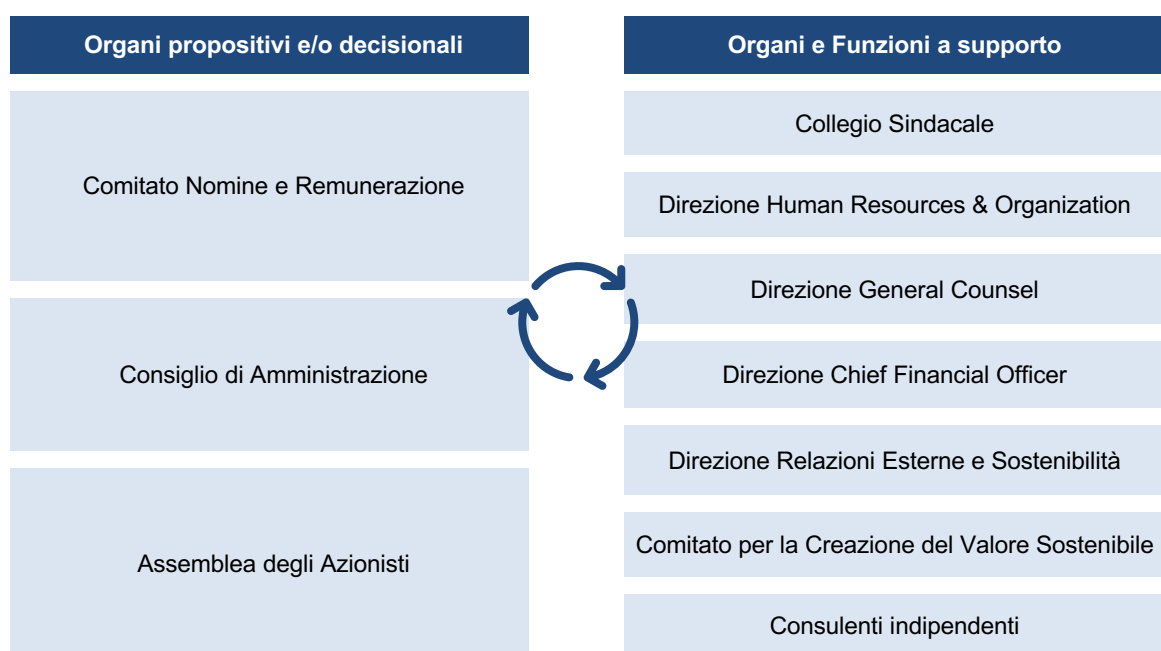 Organi propositivi e/o decisionali
Comitato Nomine e Remunerazione
Consiglio di Amministrazione
Assemblea degli Azionisti
Organi e Funzioni a supporto
Collegio Sindacale
Direzione Human Resources & Organization
Direzione General Counsel
Direzione Chief Financial Officer
Direzione Relazioni Esterne e Sostenibilità
Comitato per la Creazione del Valore Sostenibile
Consulenti indipendenti